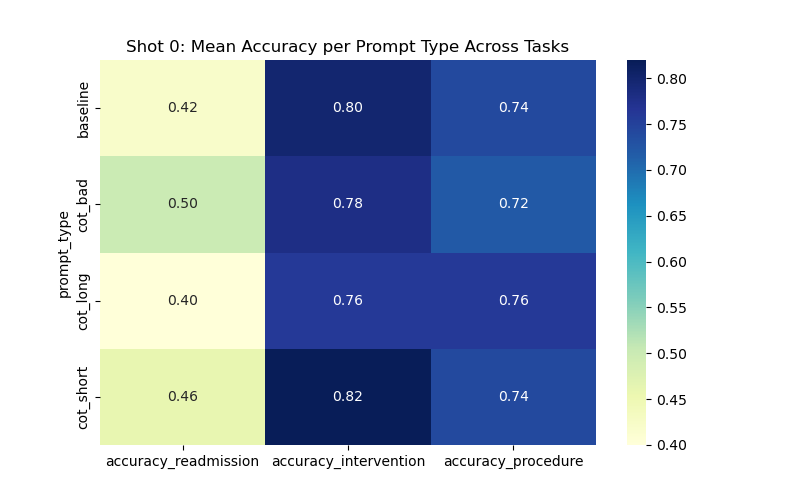 Shot 0: Mean Accuracy per Prompt Type Across Tasks
prompt_type
baseline
0.42 0.80 0.74
cot_bad
0.50 0.78 0.72
cot_long
0.40 0.76 0.76
cot_short
0.46 0.82 0.74
accuracy_readmission accuracy_intervention accuracy_procedure
0.80
0.75
0.70
0.65
0.60
0.55
0.50
0.45
0.40